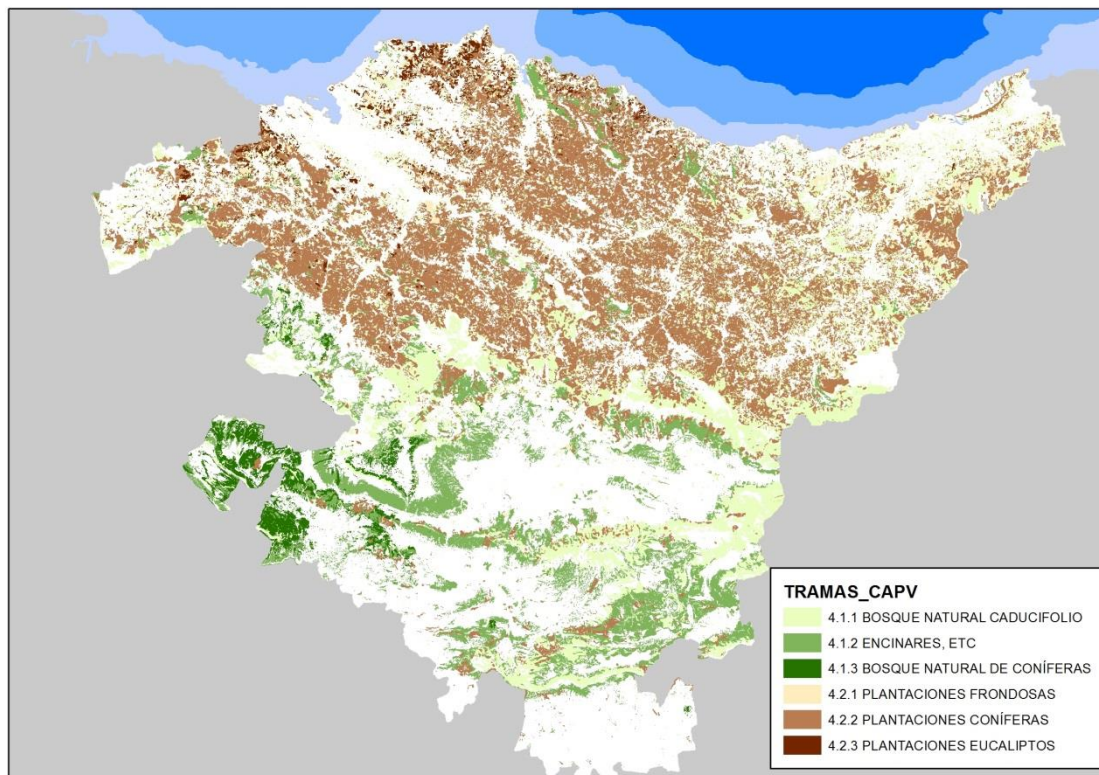 TRAMAS_CAPV
4.1.1 BOSQUE NATURAL CADUCIFOLIO
4.1.2 ENCINARES, ETC
4.1.3 BOSQUE NATURAL DE CONÍFERAS
4.2.1 PLANTACIONES FRONDOSAS
4.2.2 PLANTACIONES CONÍFERAS
4.2.3 PLANTACIONES EUCALIPTOS